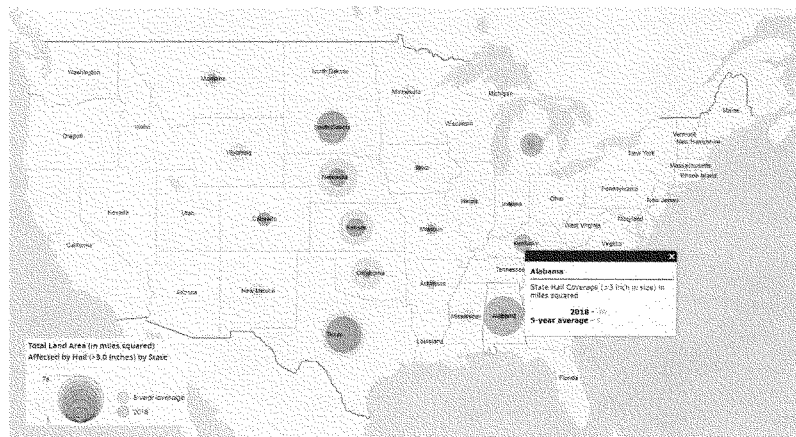 Washington
Montana
North Dakota
Minnesota
Michigan
Maine
Oregon
Idaho
South Dakota
Wisconsin
Vermont
New Hampshire
Wyoming
New York
Massachusetts
Rhode Island
Nebraska
Iowa
Pennsylvania
Nevada
Utah
Colorado
Kansas
Missouri
Illinois
Indiana
Ohio
New Jersey
Maryland
West Virginia
Virginia
California
Kentucky
Arizona
New Mexico
Oklahoma
Arkansas
Tennessee
Texas
Louisiana
Mississippi
Alabama
Florida
Alabama
State Hail Coverage (>3 inch in size) in
miles squared
2018 -
5-year average -
Total Land Area (in miles squared)
Affected by Hail (>3.0 inches) by State
5-year coverage
2018